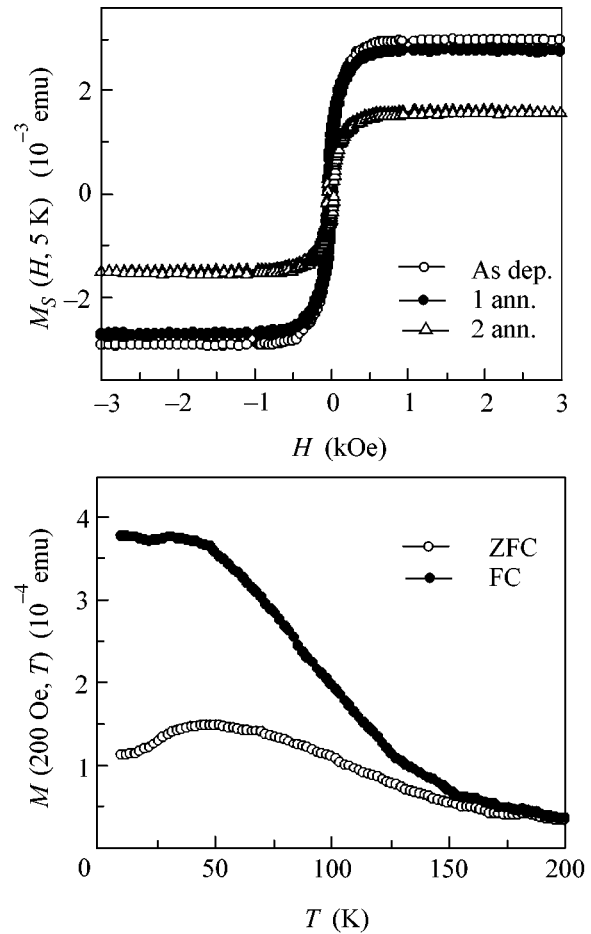 M_S (H, 5 K) (10⁻³ emu)
2
0
−2
As dep.
1 ann.
2 ann.
−3 −2 −1 0 1 2 3
H (kOe)
M (200 Oe, T) (10⁻⁴ emu)
4
3
2
1
ZFC
FC
0 50 100 150 200
T (K)